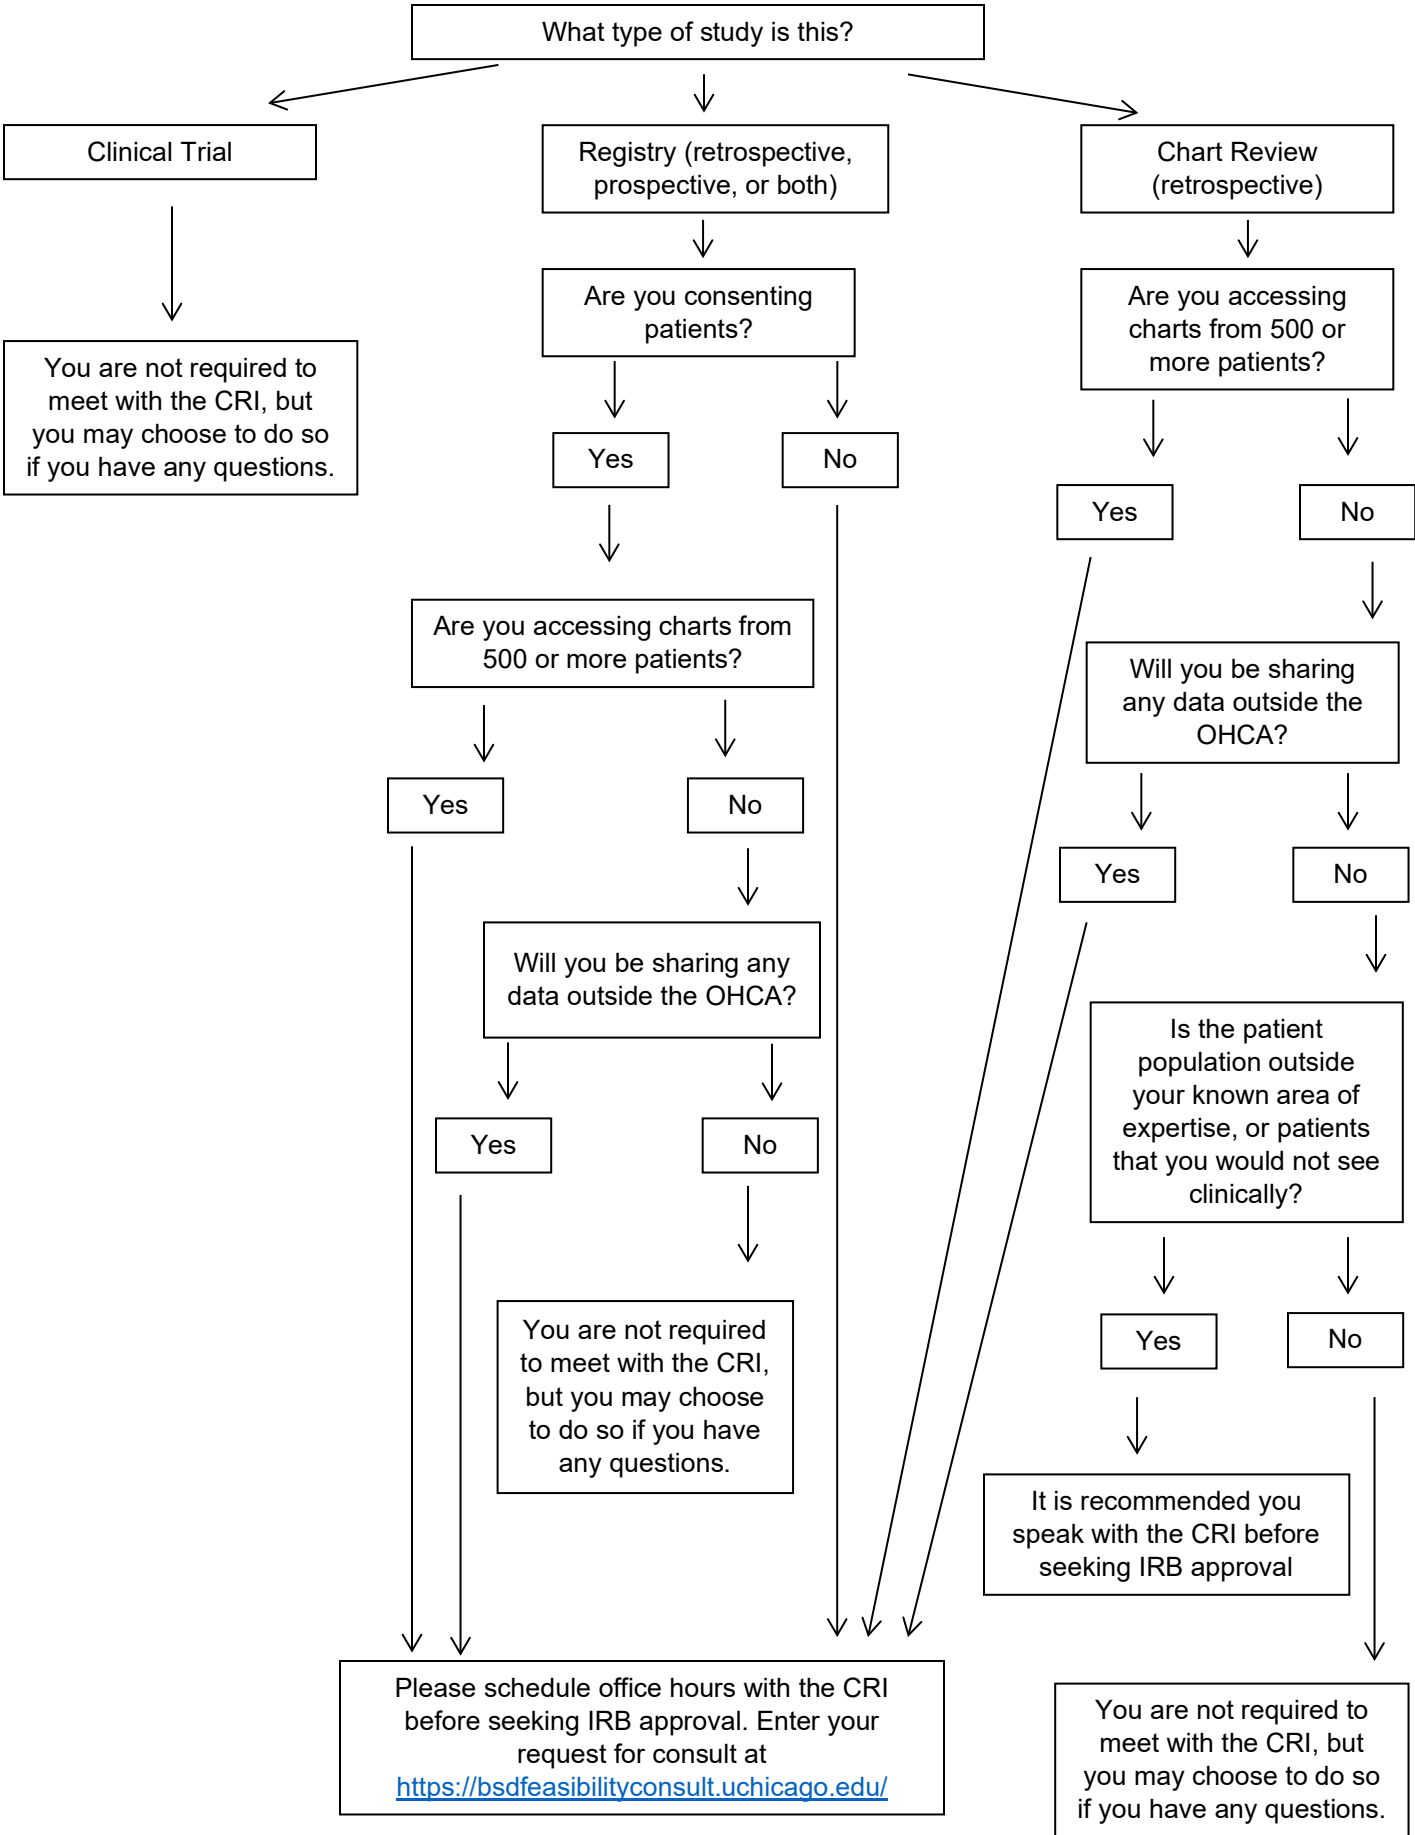 What type of study is this?
Clinical Trial
Registry (retrospective,
prospective, or both)
Chart Review
(retrospective)
You are not required to
meet with the CRI, but
you may choose to do so
if you have any questions.
Are you consenting
patients?
Are you accessing
charts from 500 or
more patients?
Yes
No
Yes
No
Are you accessing charts from
500 or more patients?
Will you be sharing
any data outside the
OHCA?
Yes
No
Yes
No
Will you be sharing any
data outside the OHCA?
Is the patient
population outside
your known area of
expertise, or patients
that you would not see
clinically?
Yes
No
You are not required
to meet with the CRI,
but you may choose
to do so if you have
any questions.
Yes
No
It is recommended you
speak with the CRI before
seeking IRB approval
Please schedule office hours with the CRI
before seeking IRB approval. Enter your
request for consult at
https://bsdfeasibilityconsult.uchicago.edu/
You are not required to
meet with the CRI, but
you may choose to do so
if you have any questions.